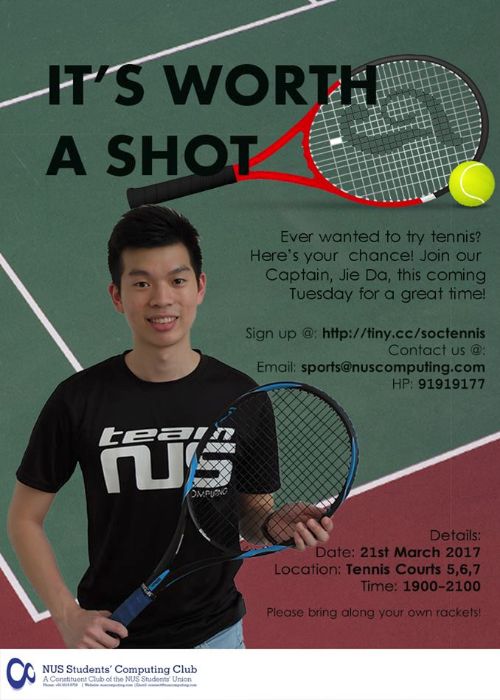 IT'S WORTH
A SHOT
Ever wanted to try tennis?
Here's your chance! Join our
Captain, Jie Da, this coming
Tuesday for a great time!
Sign up @: http://tiny.cc/soctennis
Contact us @:
Email: sports@nuscomputing.com
HP: 91919177
team
NUS
COMPUTING
Details:
Date: 21st March 2017
Location: Tennis Courts 5,6,7
Time: 1900-2100
Please bring along your own rackets!
NUS Students' Computing Club
A Constituent Club of the NUS Students' Union